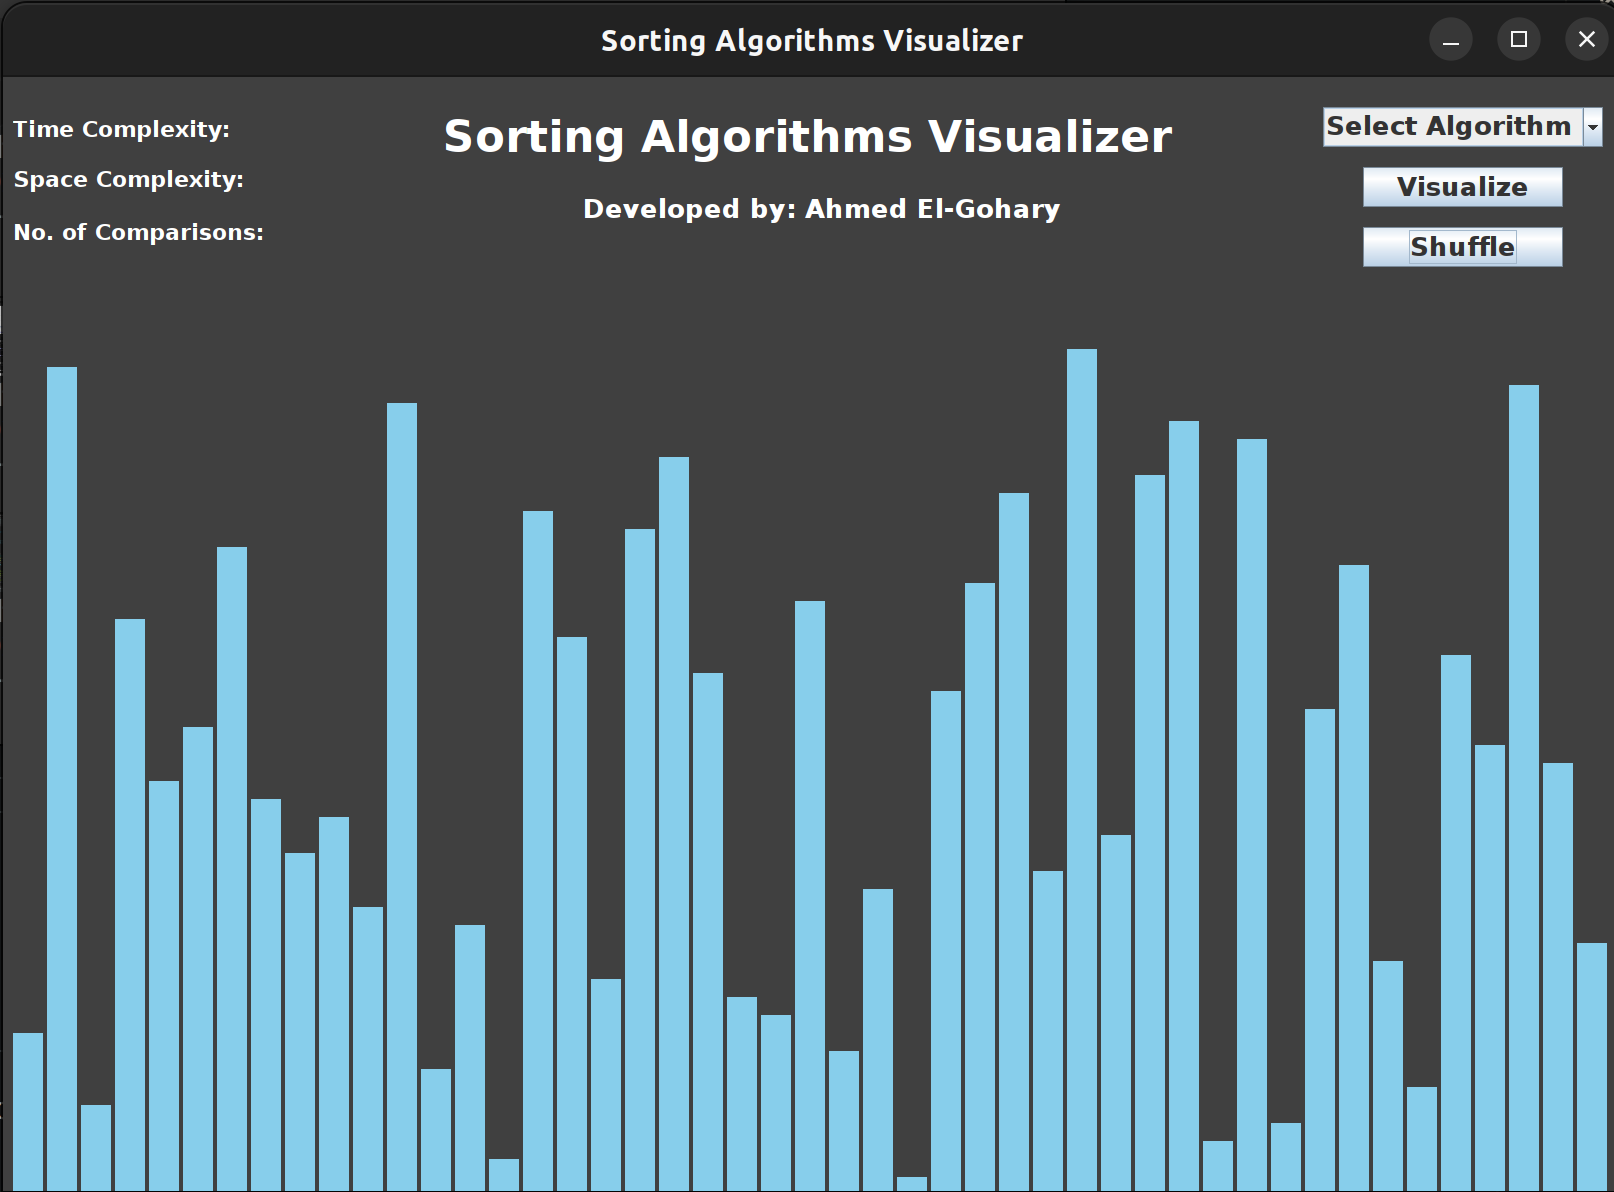 Sorting Algorithms Visualizer
Time Complexity:
Space Complexity:
No. of Comparisons:
Sorting Algorithms Visualizer
Developed by: Ahmed El-Gohary
Select Algorithm
Visualize
Shuffle